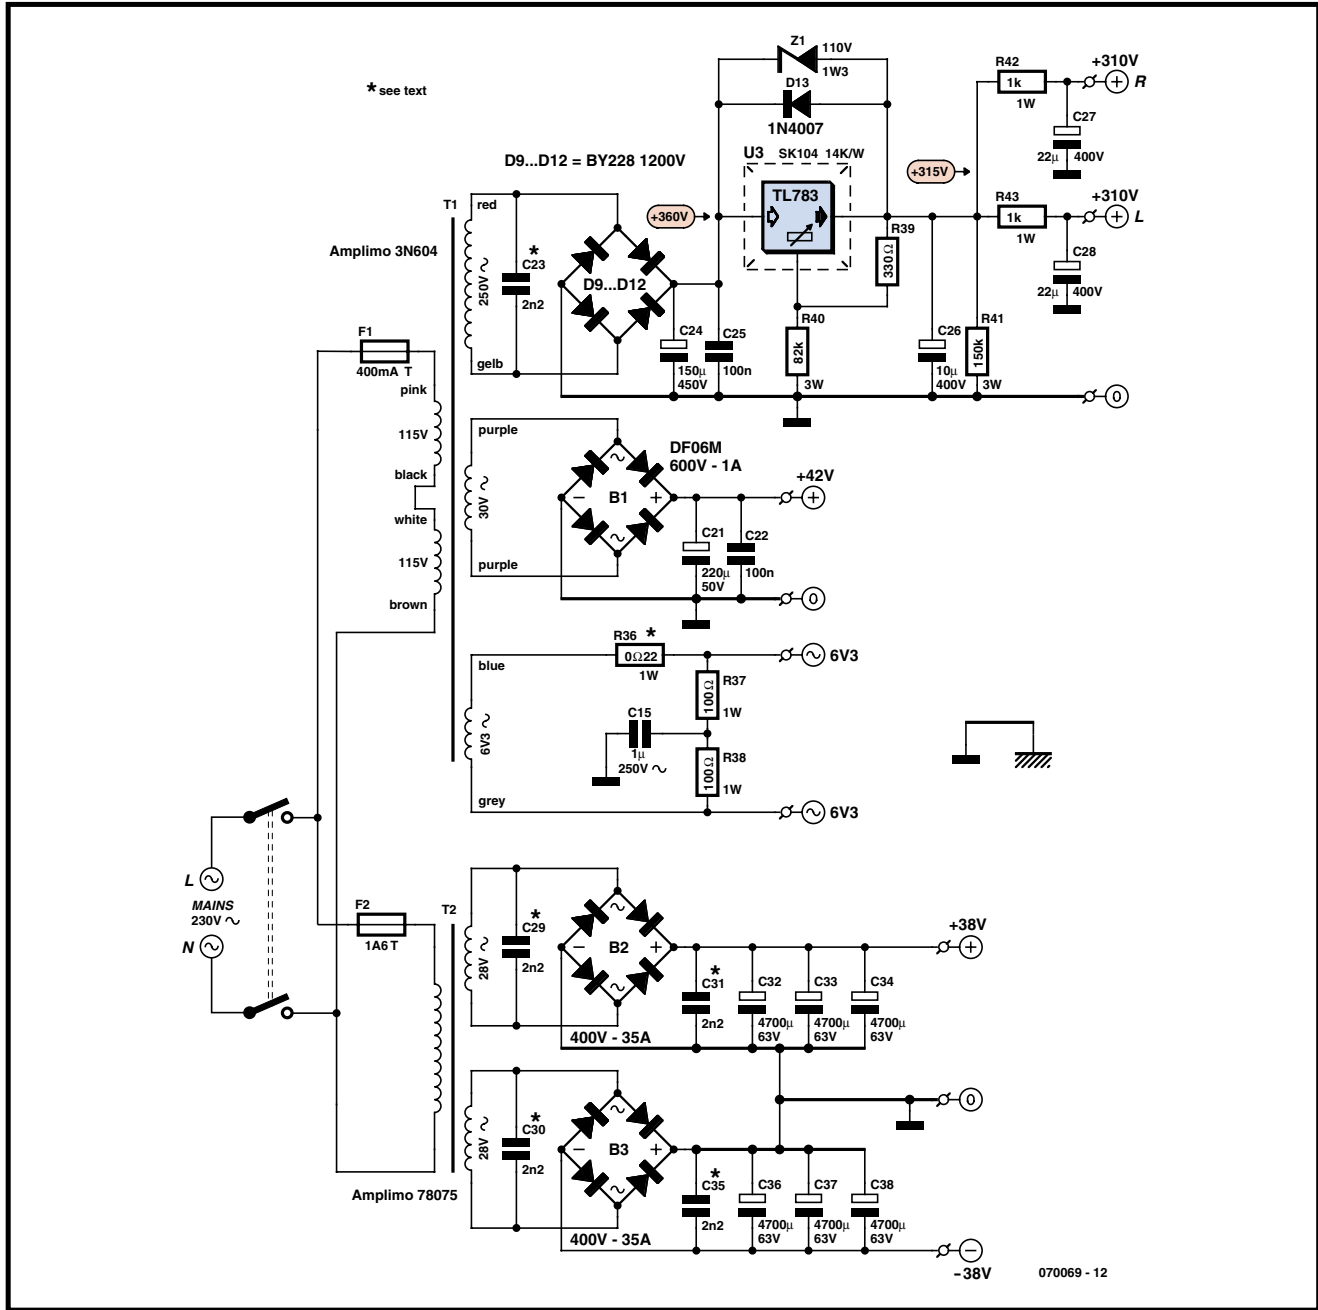 * see text
Z1
110V
1W3
D13
1N4007
D9...D12 = BY228 1200V
U3
SK104 14K/W
TL783
+360V
+315V
R42
1k
1W
+310V
R
C27
22µ
400V
R43
1k
1W
+310V
L
C28
22µ
400V
R39
330Ω
R40
82k
3W
C26
10µ
400V
R41
150k
3W
0
T1
Amplimo 3N604
red
250V ~
gelb
*
C23
2n2
D9...D12
C24
150µ
450V
C25
100n
F1
400mA T
pink
115V
black
white
115V
brown
purple
30V ~
purple
B1
~
~
–
+
DF06M
600V - 1A
+42V
+
C21
220µ
50V
C22
100n
0
blue
6V3 ~
grey
R36 *
0Ω22
1W
R37
100Ω
1W
C15
1µ
250V ~
R38
100Ω
1W
~ 6V3
~ 6V3
L ~
MAINS
230V ~
N ~
F2
1A6 T
T2
Amplimo 78075
28V ~
*
C29
2n2
B2
~
~
–
+
400V - 35A
*
C31
2n2
C32
4700µ
63V
C33
4700µ
63V
C34
4700µ
63V
+38V
+
0
28V ~
*
C30
2n2
B3
~
~
–
+
400V - 35A
*
C35
2n2
C36
4700µ
63V
C37
4700µ
63V
C38
4700µ
63V
–
–38V
070069 - 12